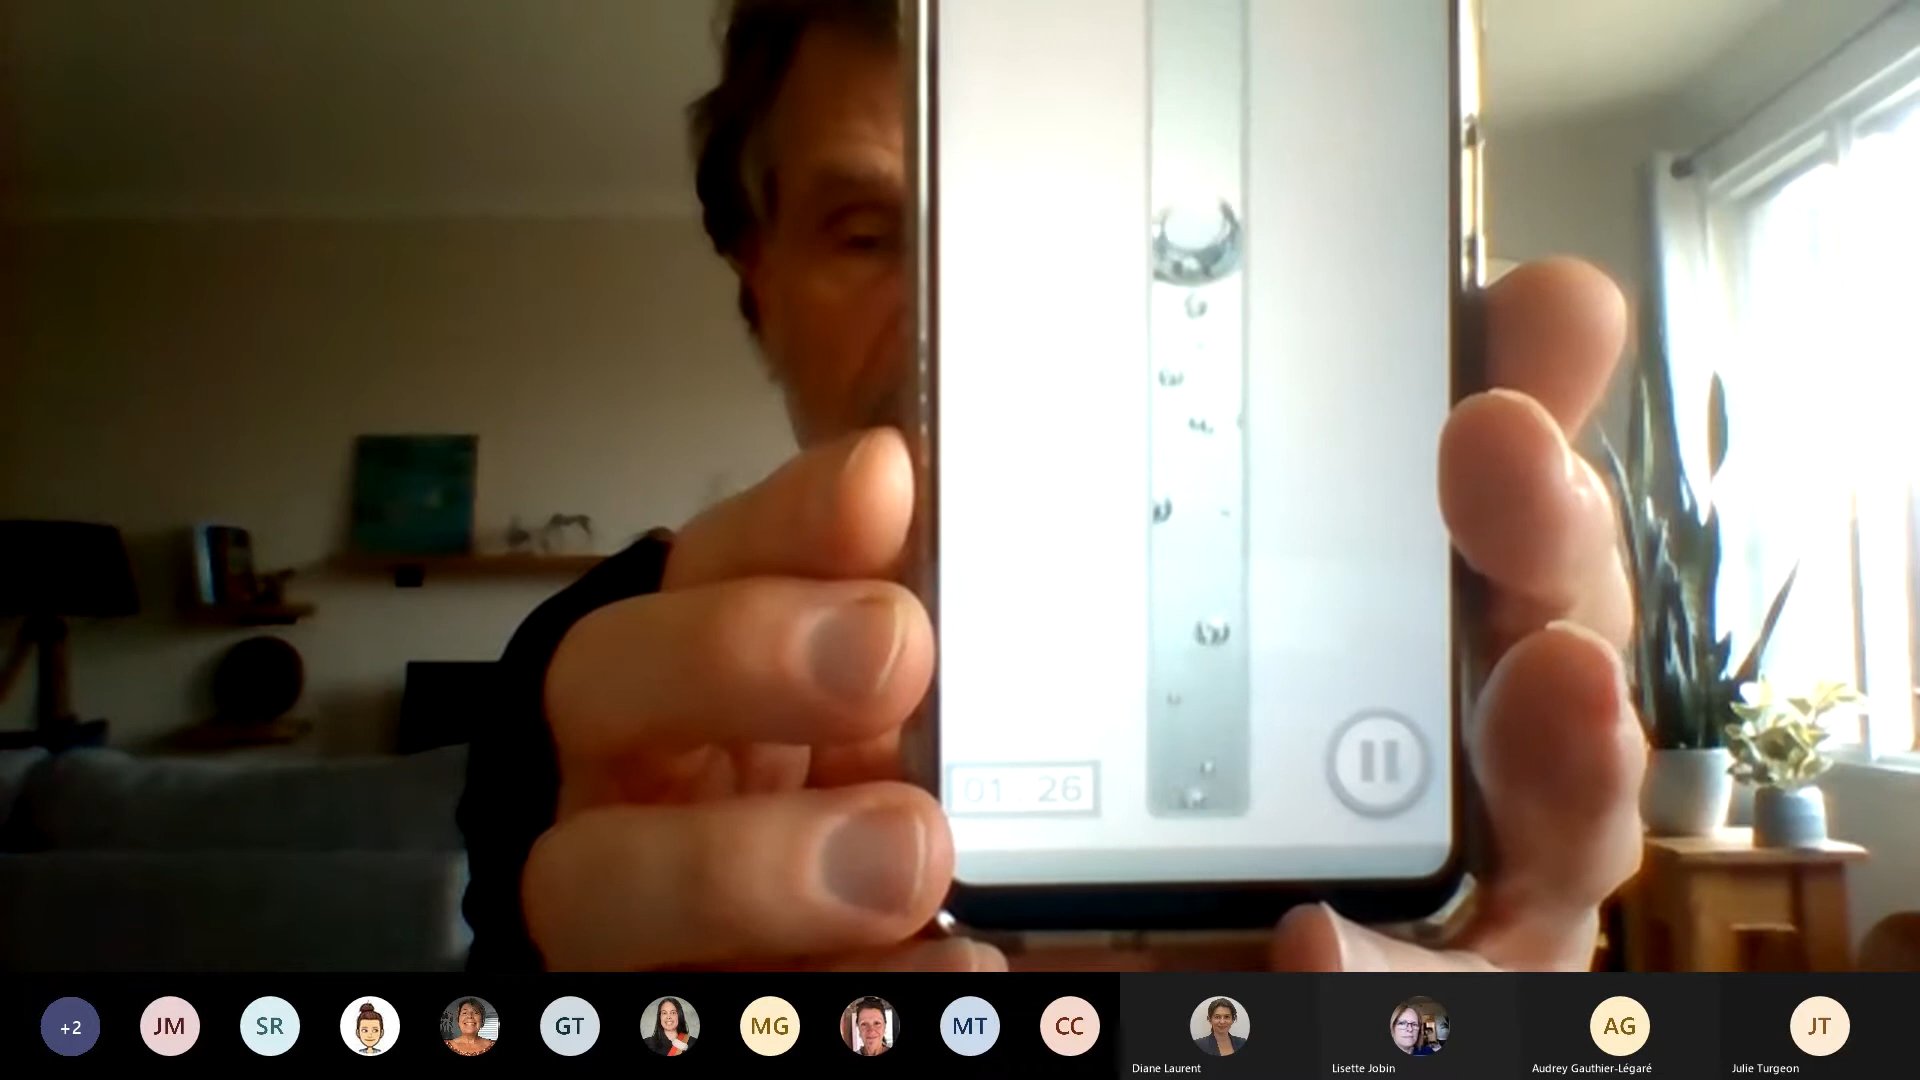 01 : 26
+2
JM
SR
GT
MG
MT
CC
AG
JT
Diane Laurent
Lisette Jobin
Audrey Gauthier-Légaré
Julie Turgeon